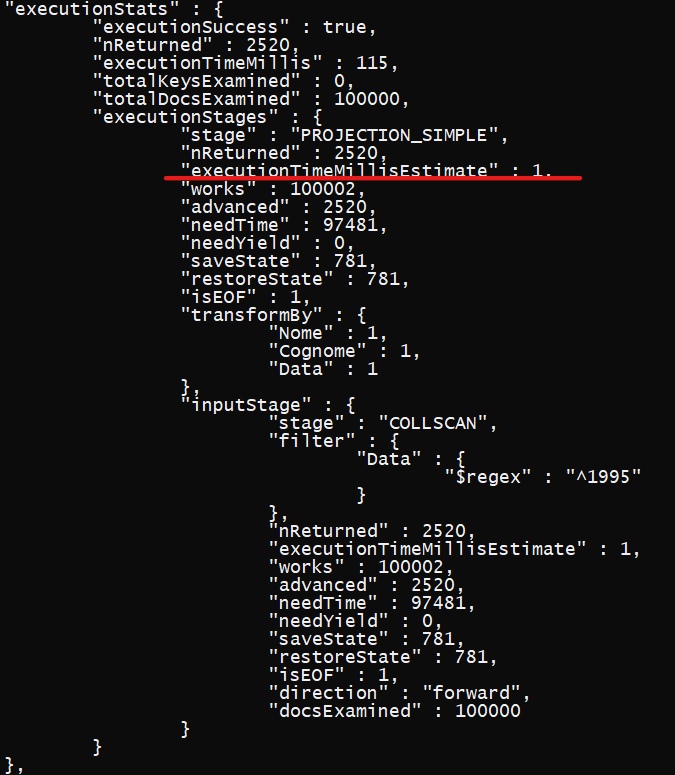 "executionStats" : {
"executionSuccess" : true,
"nReturned" : 2520,
"executionTimeMillis" : 115,
"totalKeysExamined" : 0,
"totalDocsExamined" : 100000,
"executionStages" : {
"stage" : "PROJECTION_SIMPLE",
"nReturned" : 2520,
"executionTimeMillisEstimate" : 1,
"works" : 100002,
"advanced" : 2520,
"needTime" : 97481,
"needYield" : 0,
"saveState" : 781,
"restoreState" : 781,
"isEOF" : 1,
"transformBy" : {
"Nome" : 1,
"Cognome" : 1,
"Data" : 1
},
"inputStage" : {
"stage" : "COLLSCAN",
"filter" : {
"Data" : {
"$regex" : "^1995"
}
},
"nReturned" : 2520,
"executionTimeMillisEstimate" : 1,
"works" : 100002,
"advanced" : 2520,
"needTime" : 97481,
"needYield" : 0,
"saveState" : 781,
"restoreState" : 781,
"isEOF" : 1,
"direction" : "forward",
"docsExamined" : 100000
}
}
},